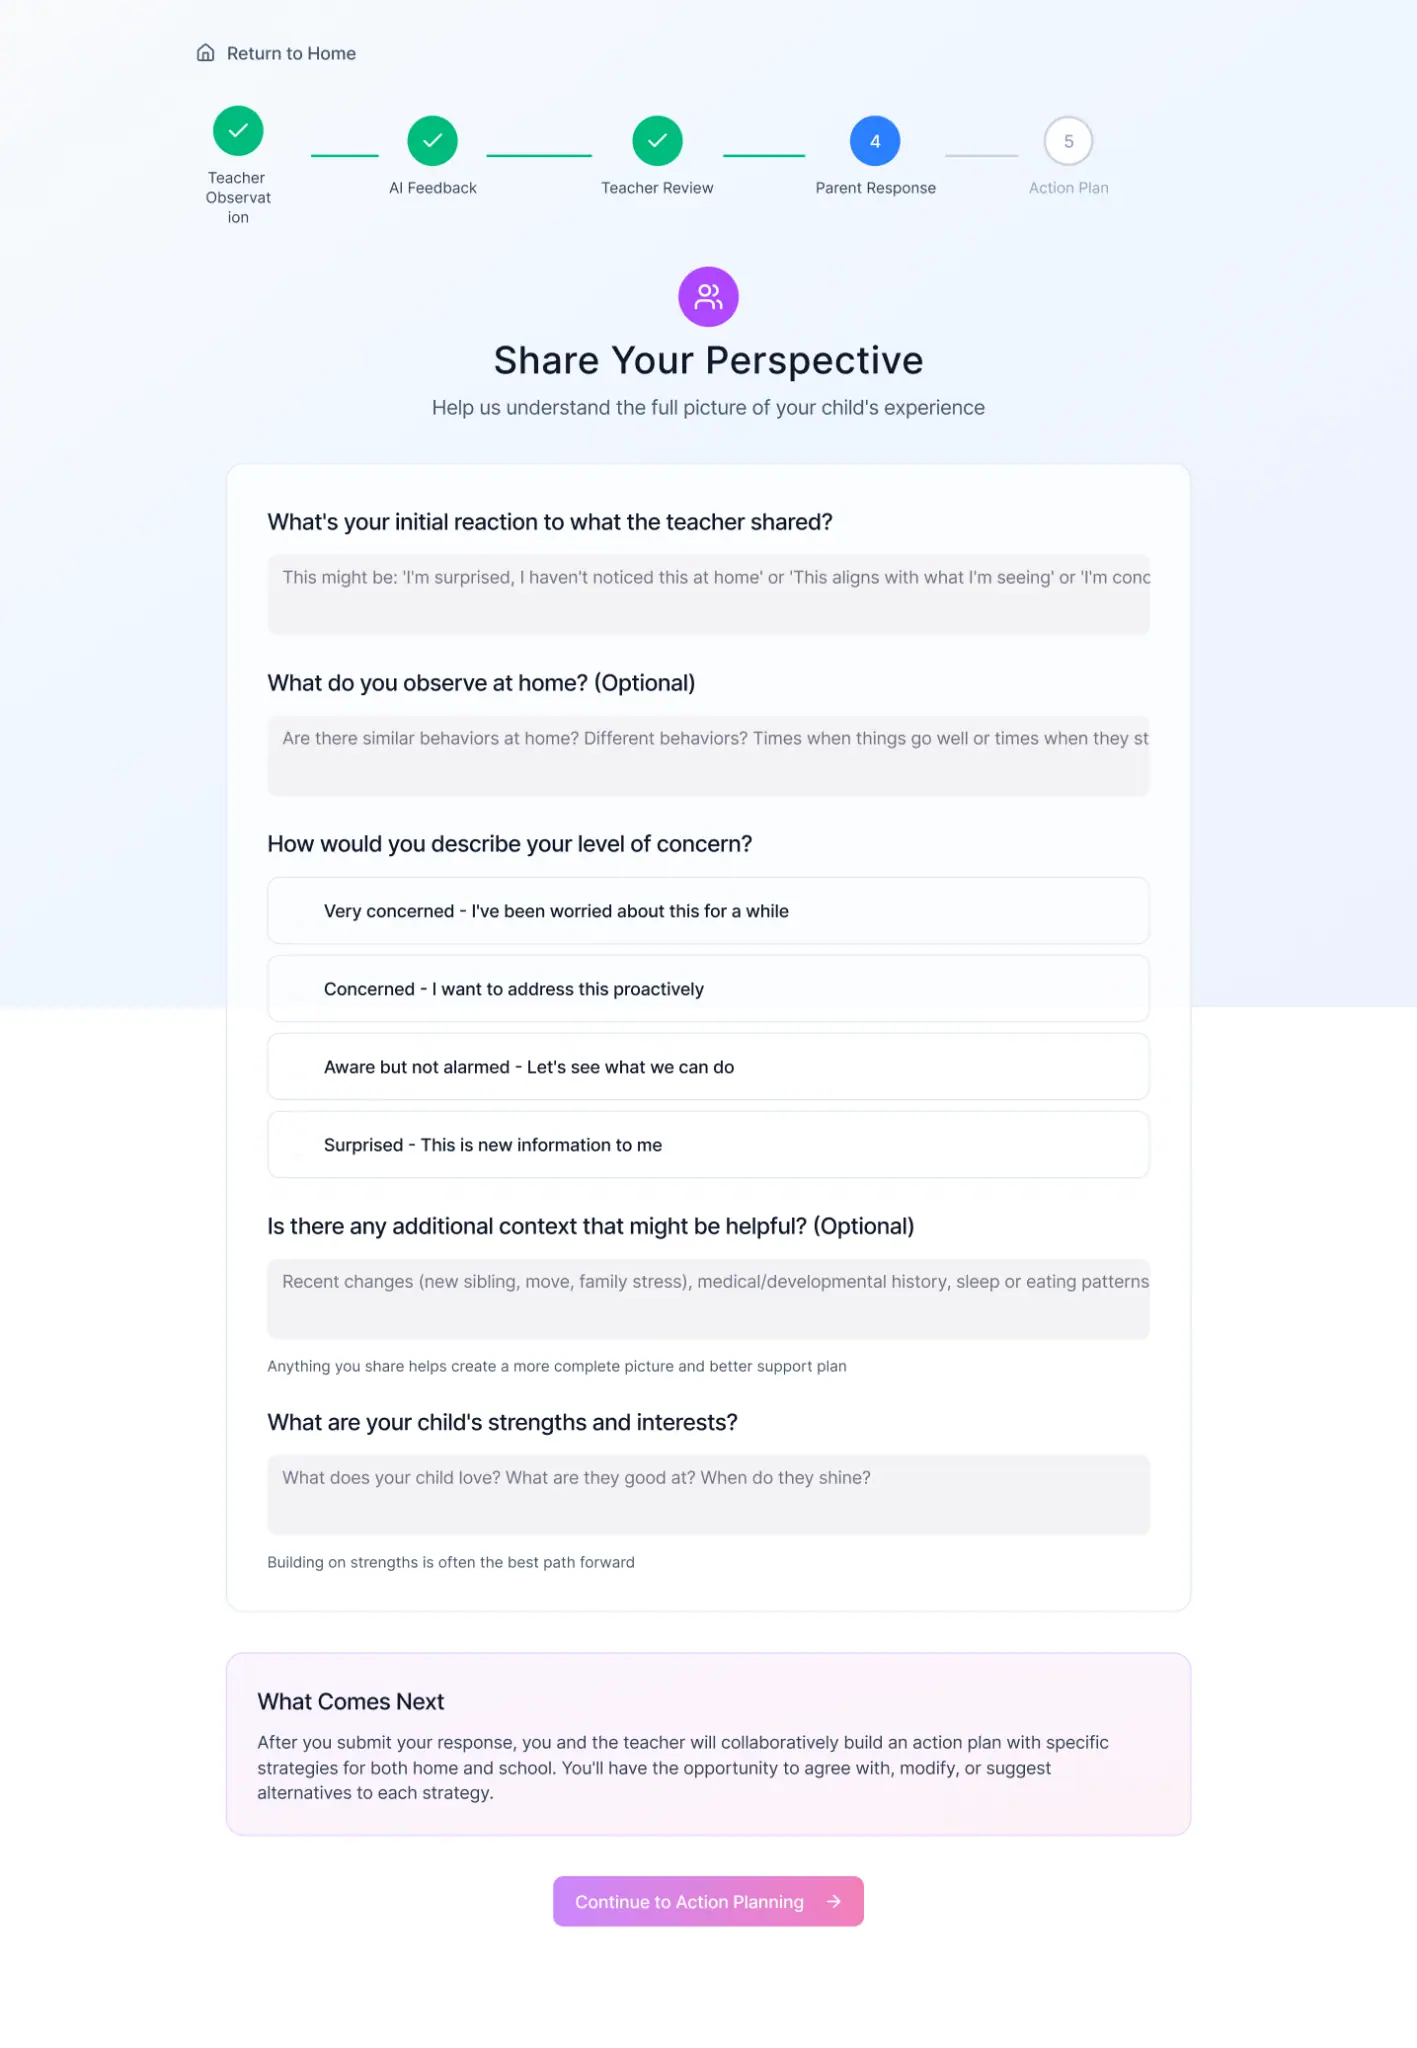 Return to Home
Teacher
Observat
ion
AI Feedback
Teacher Review
4
Parent Response
5
Action Plan
Share Your Perspective
Help us understand the full picture of your child's experience
What's your initial reaction to what the teacher shared?
This might be: 'I'm surprised, I haven't noticed this at home' or 'This aligns with what I'm seeing' or 'I'm conc
What do you observe at home? (Optional)
Are there similar behaviors at home? Different behaviors? Times when things go well or times when they st
How would you describe your level of concern?
Very concerned - I've been worried about this for a while
Concerned - I want to address this proactively
Aware but not alarmed - Let's see what we can do
Surprised - This is new information to me
Is there any additional context that might be helpful? (Optional)
Recent changes (new sibling, move, family stress), medical/developmental history, sleep or eating patterns
Anything you share helps create a more complete picture and better support plan
What are your child's strengths and interests?
What does your child love? What are they good at? When do they shine?
Building on strengths is often the best path forward
What Comes Next
After you submit your response, you and the teacher will collaboratively build an action plan with specific
strategies for both home and school. You'll have the opportunity to agree with, modify, or suggest
alternatives to each strategy.
Continue to Action Planning